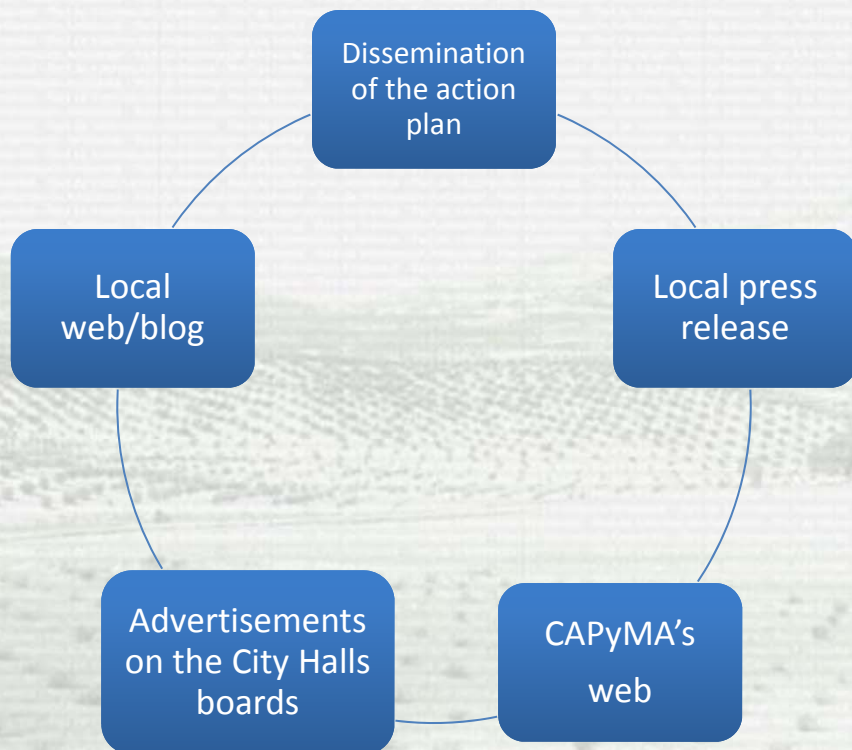 Dissemination
of the action
plan
Local
web/blog
Local press
release
Advertisements
on the City Halls
boards
CAPyMA’s
web